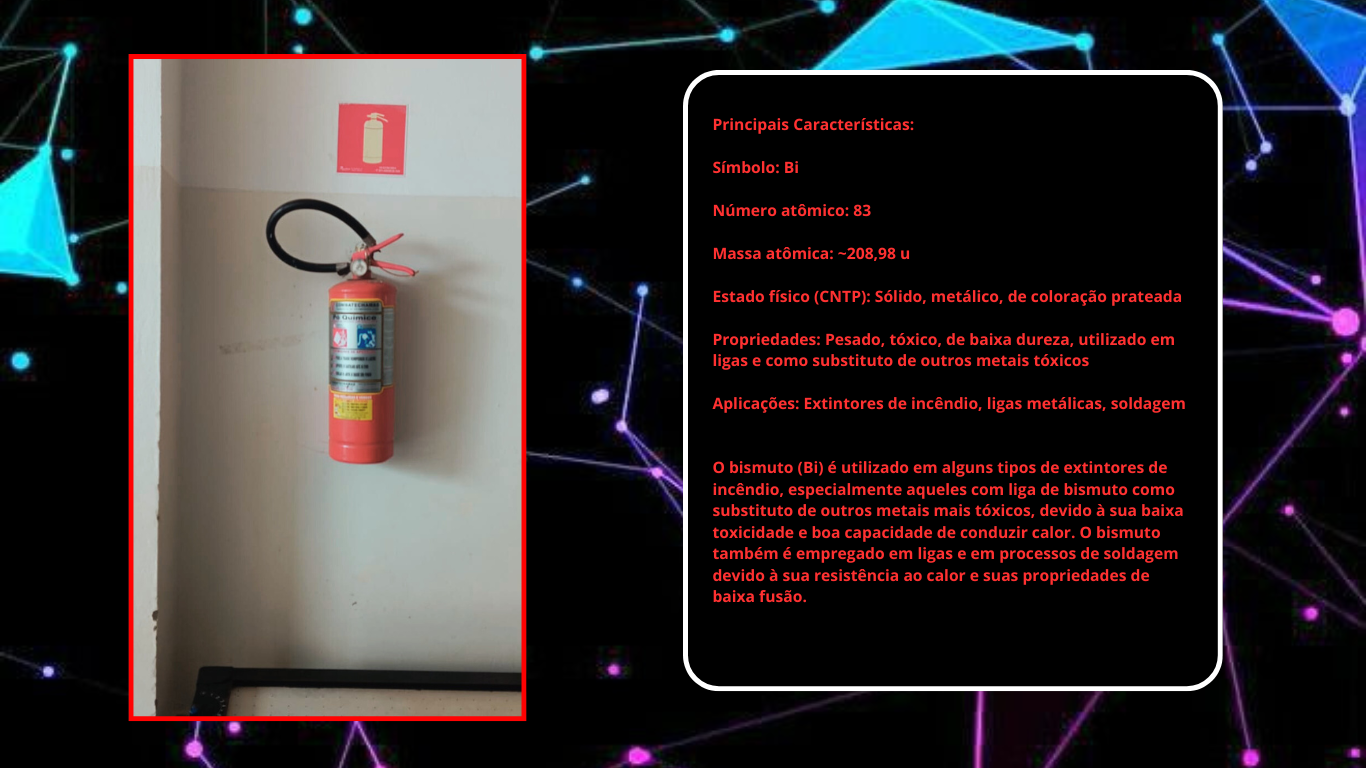 Pó Químico
Principais Características:
Símbolo: Bi
Número atômico: 83
Massa atômica: ~208,98 u
Estado físico (CNTP): Sólido, metálico, de coloração prateada
Propriedades: Pesado, tóxico, de baixa dureza, utilizado em
ligas e como substituto de outros metais tóxicos
Aplicações: Extintores de incêndio, ligas metálicas, soldagem
O bismuto (Bi) é utilizado em alguns tipos de extintores de
incêndio, especialmente aqueles com liga de bismuto como
substituto de outros metais mais tóxicos, devido à sua baixa
toxicidade e boa capacidade de conduzir calor. O bismuto
também é empregado em ligas e em processos de soldagem
devido à sua resistência ao calor e suas propriedades de
baixa fusão.